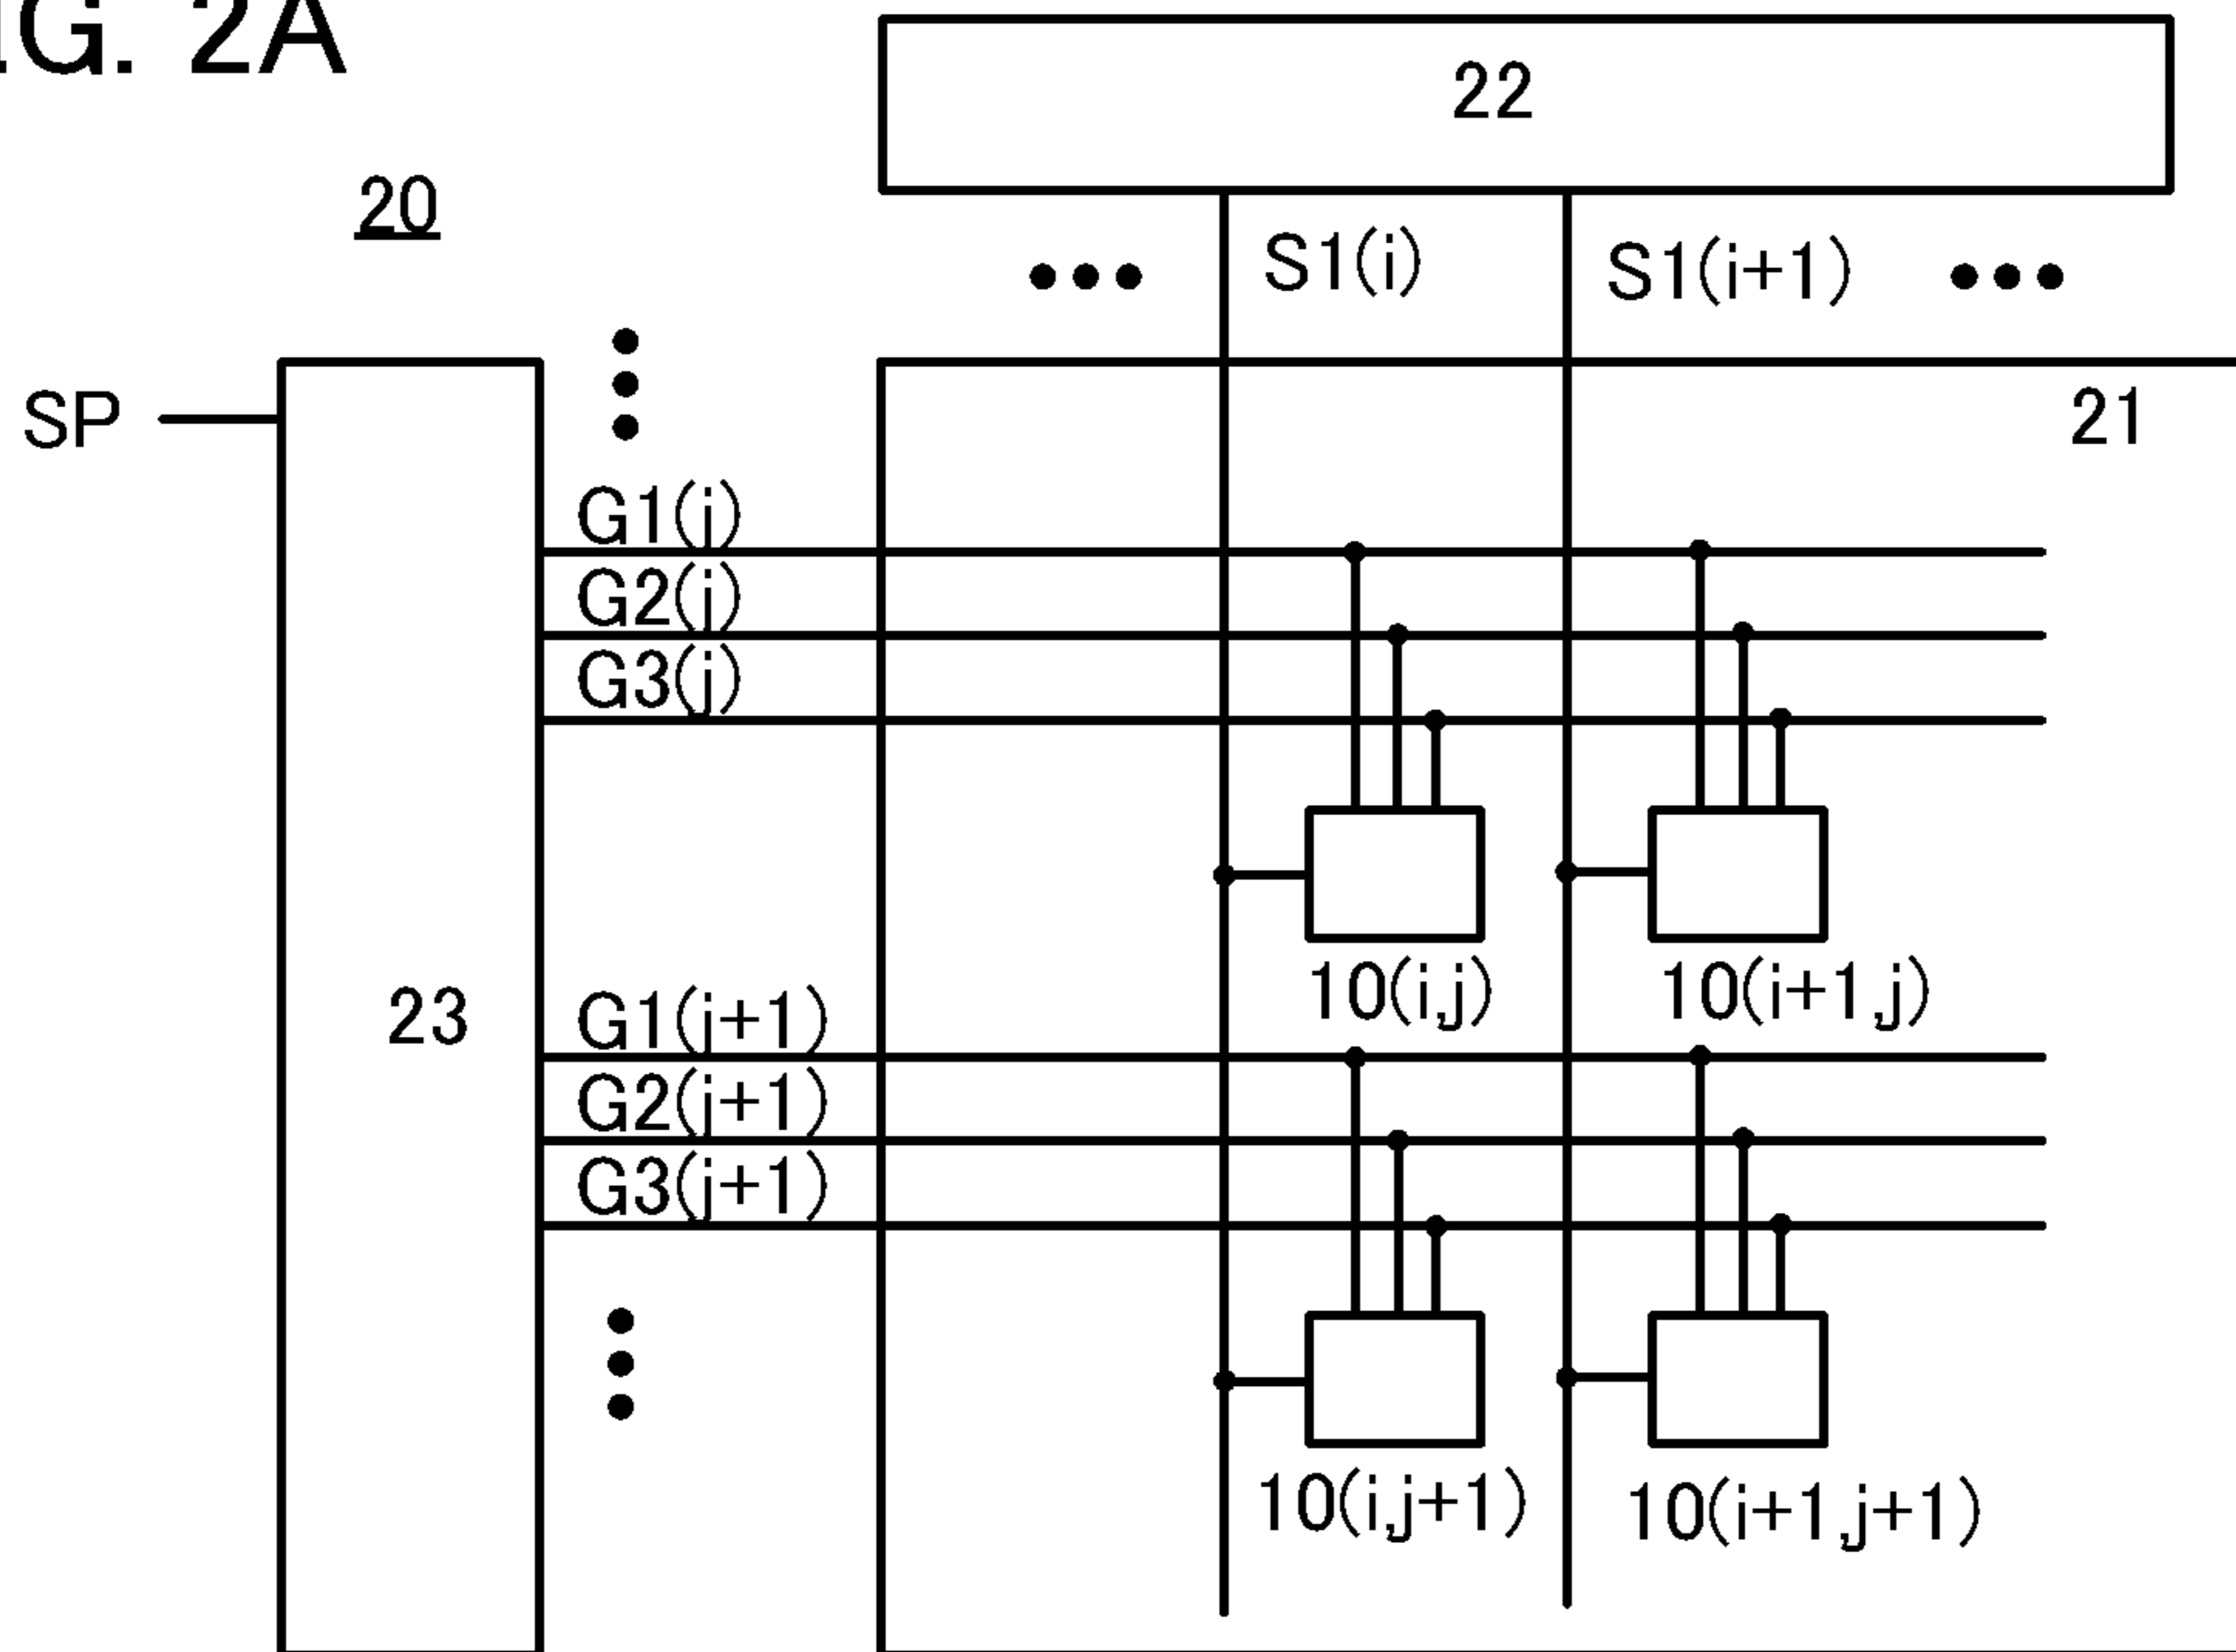 G. 2A
22
20
S1(i)
S1(i+1)
SP
21
G1(j)
G2(j)
G3(j)
10(i,j)
10(i+1,j)
23
G1(j+1)
G2(j+1)
G3(j+1)
10(i,j+1)
10(i+1,j+1)